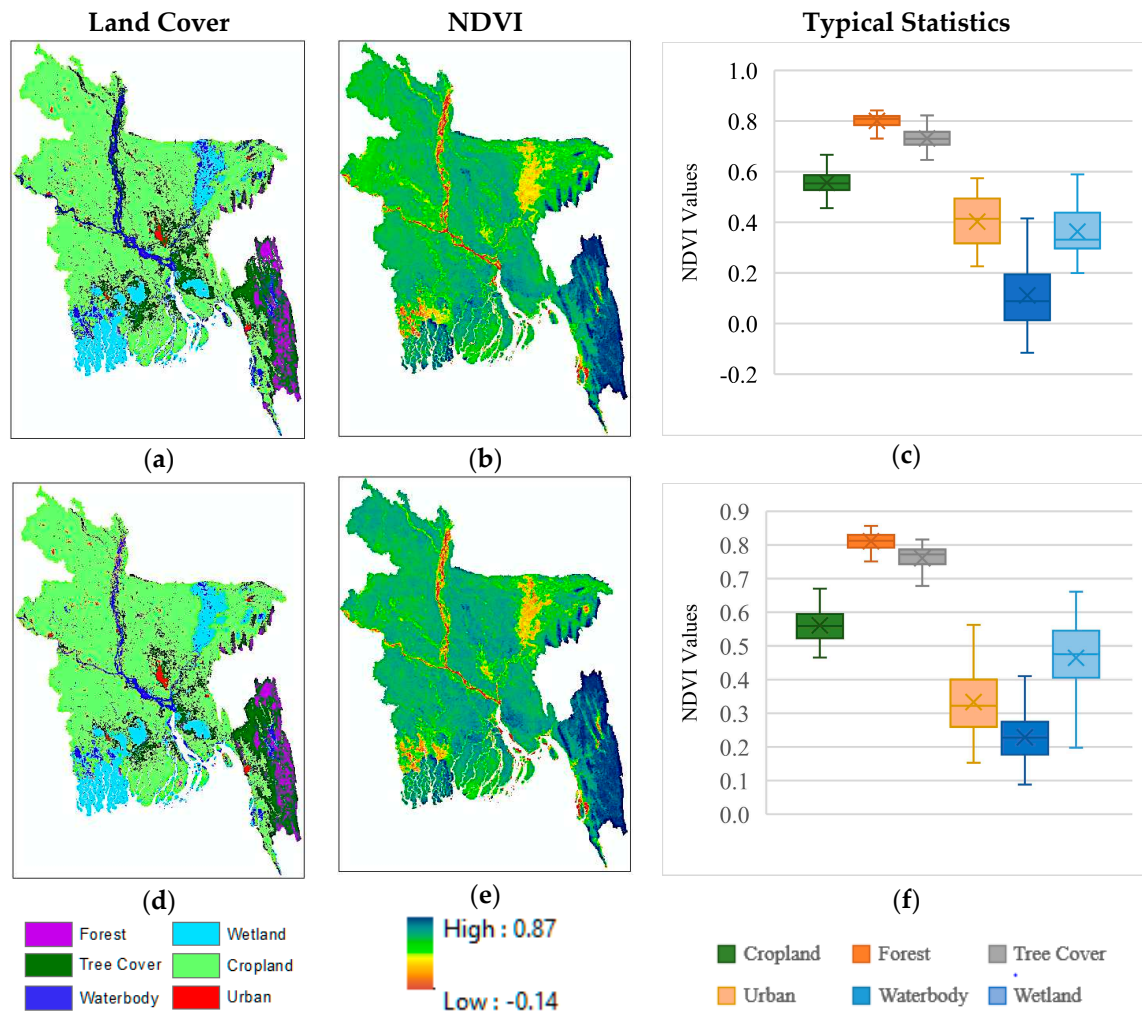 Land Cover
NDVI
Typical Statistics
1.0
0.8
0.6
0.4
0.2
0.0
-0.2
NDVI Values
(a)
(b)
(c)
0.9
0.8
0.7
0.6
0.5
0.4
0.3
0.2
0.1
0.0
NDVI Values
(d)
(e)
(f)
Forest
Wetland
Tree Cover
Cropland
Waterbody
Urban
High : 0.87
Low : -0.14
Cropland
Forest
Tree Cover
Urban
Waterbody
Wetland